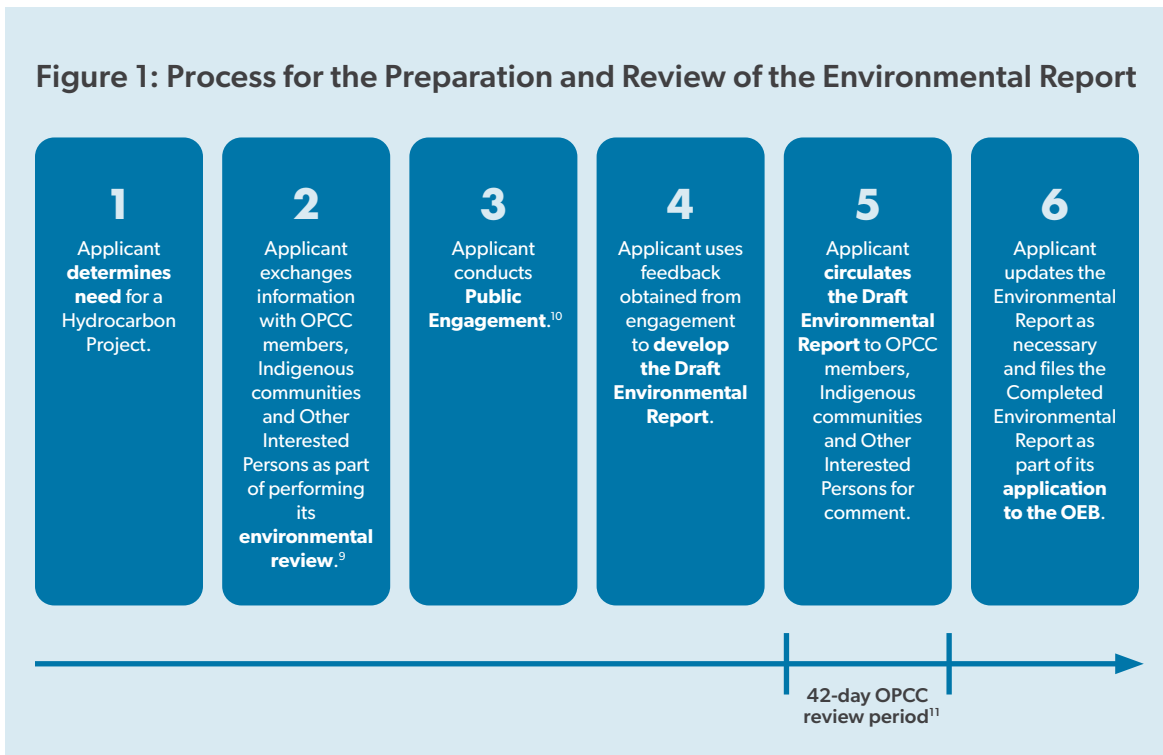 Figure 1: Process for the Preparation and Review of the Environmental Report
1
Applicant
determines
need for a
Hydrocarbon
Project.
2
Applicant
exchanges
information
with OPCC
members,
Indigenous
communities
and Other
Interested
Persons as part
of performing
its
environmental
review.⁹
3
Applicant
conducts
Public
Engagement.¹⁰
4
Applicant uses
feedback
obtained from
engagement
to develop
the Draft
Environmental
Report.
5
Applicant
circulates
the Draft
Environmental
Report to OPCC
members,
Indigenous
communities
and Other
Interested
Persons for
comment.
6
Applicant
updates the
Environmental
Report as
necessary
and files the
Completed
Environmental
Report as
part of its
application
to the OEB.
42-day OPCC
review period¹¹